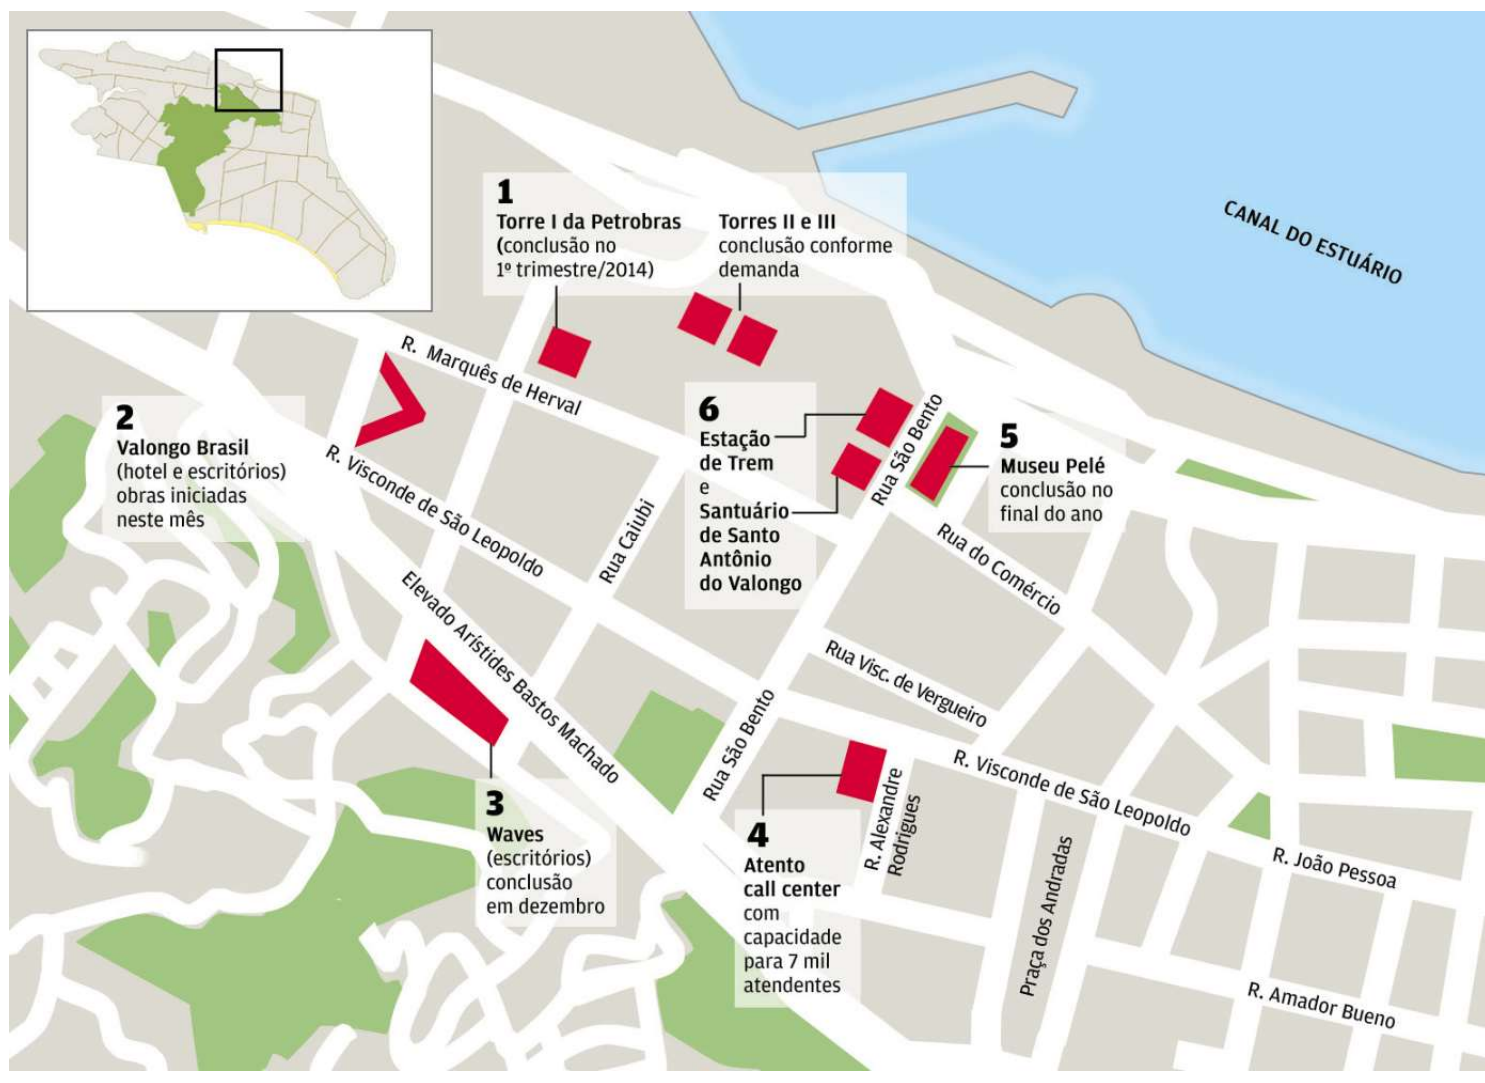 1
Torre I da Petrobras
(conclusão no
1º trimestre/2014)
Torres II e III
conclusão conforme
demanda
CANAL DO ESTUÁRIO
2
Valongo Brasil
(hotel e escritórios)
obras iniciadas
neste mês
R. Marquês de Herval
6
Estação
de Trem
e
Santuário
de Santo
Antônio
do Valongo
Rua São Bento
5
Museu Pelé
conclusão no
final do ano
R. Visconde de São Leopoldo
Rua Caiubi
Rua do Comércio
Elevado Arístides Bastos Machado
Rua Visc. de Vergueiro
Rua São Bento
R. Visconde de São Leopoldo
3
Waves
(escritórios)
conclusão
em dezembro
4
Atento
call center
com
capacidade
para 7 mil
atendentes
R. Alexandre
Rodrigues
Praça dos Andradas
R. João Pessoa
R. Amador Bueno